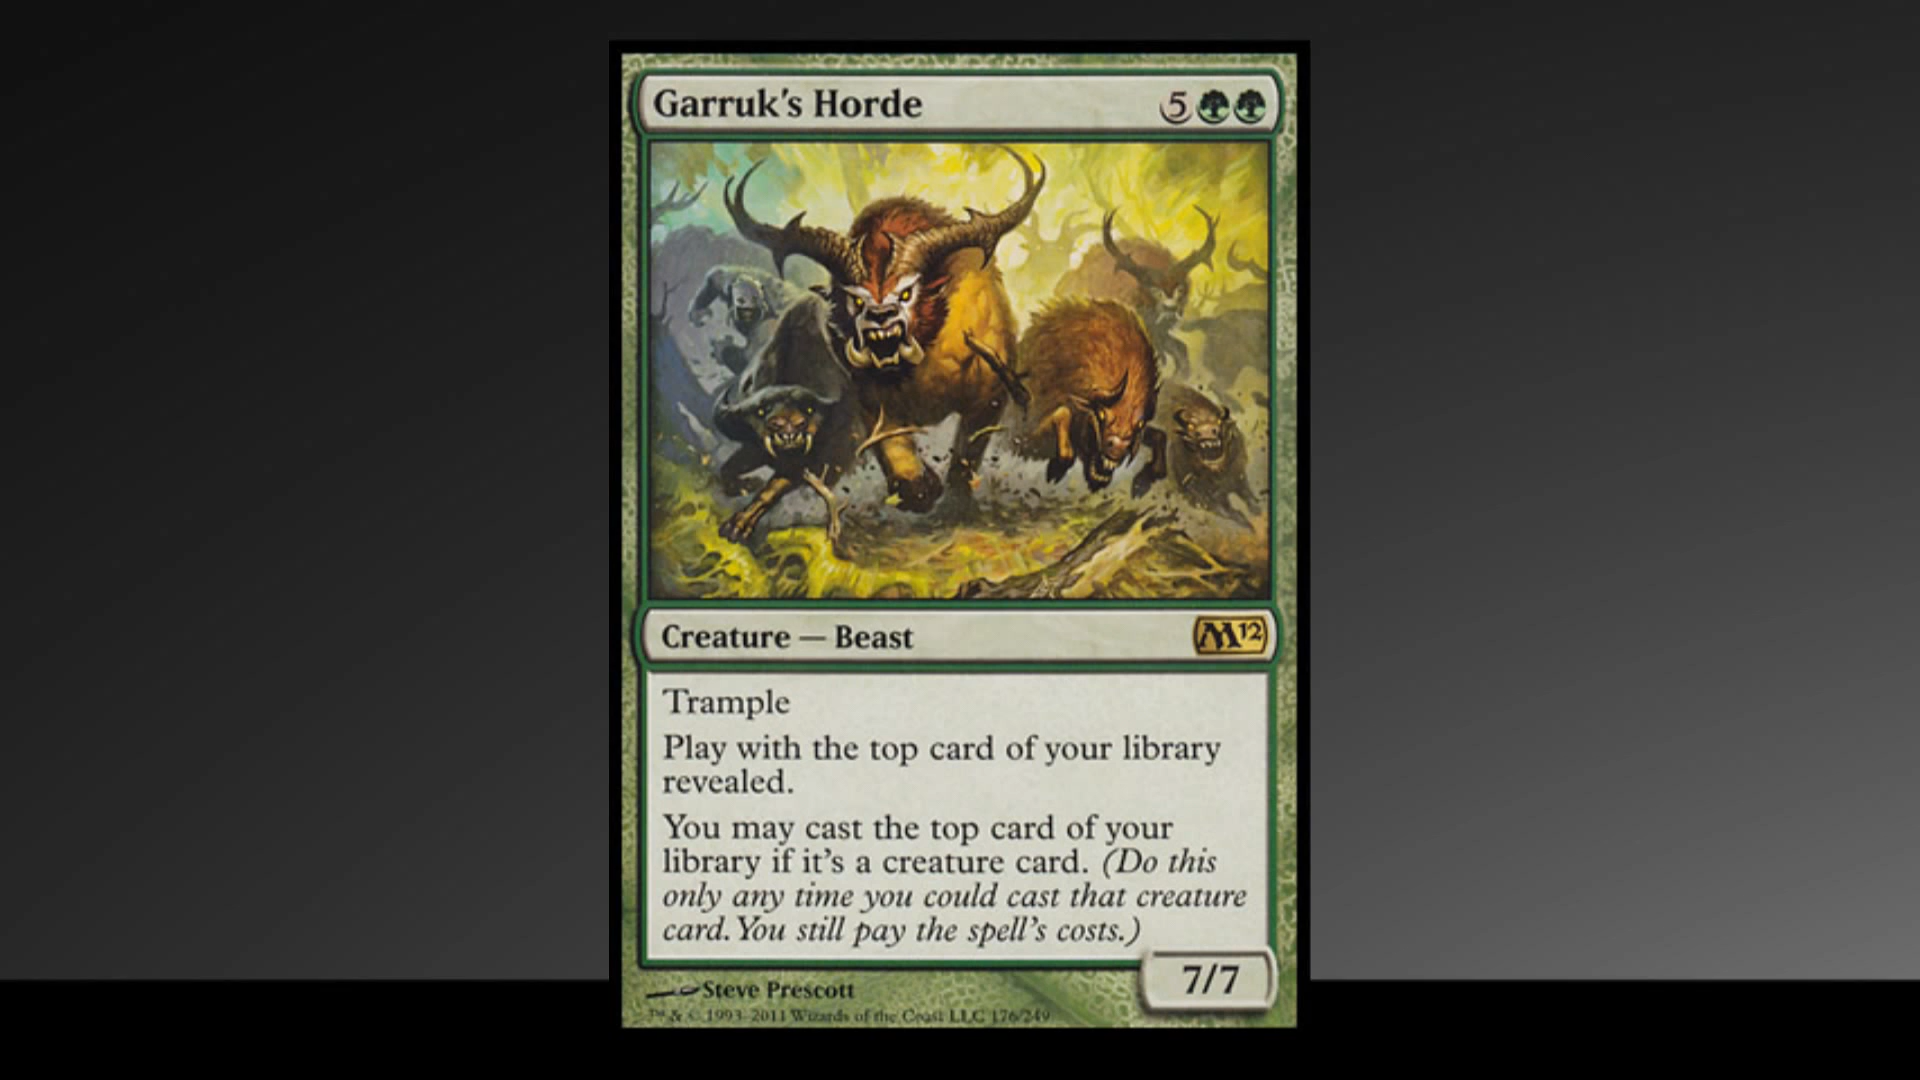 Garruk's Horde 5
Creature — Beast M12
Trample
Play with the top card of your library
revealed.
You may cast the top card of your
library if it's a creature card. (Do this
only any time you could cast that creature
card. You still pay the spell's costs.)
7/7
Steve Prescott
™ & © 1993–2011 Wizards of the Coast LLC 176/249